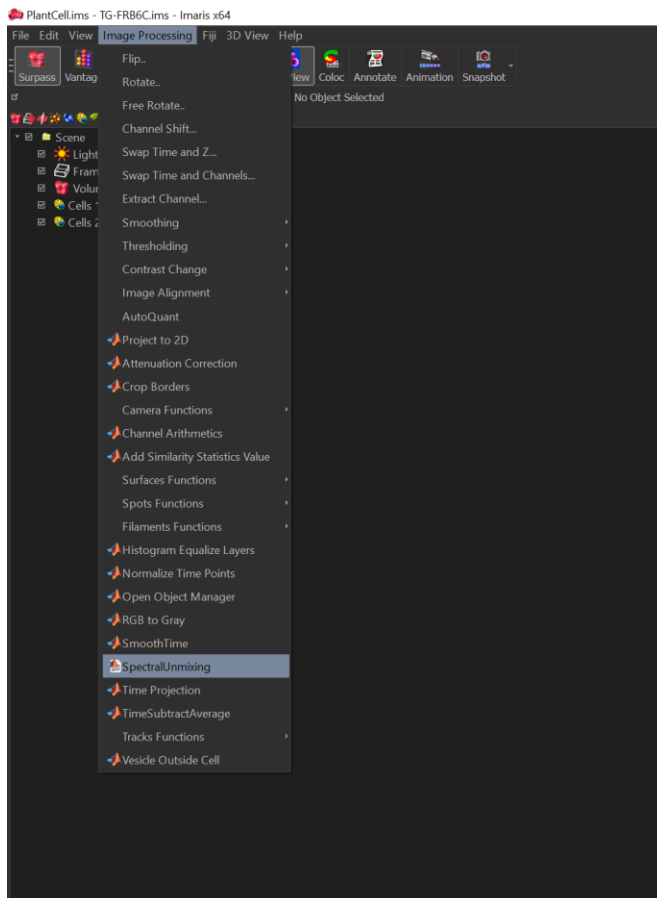 PlantCell.ims - TG-FRB6C.ims - Imaris x64
File Edit View Image Processing Fiji 3D View Help
Surpass Vantag iew Coloc Annotate Animation Snapshot
No Object Selected
Scene
Light
Fram
Volur
Cells 1
Cells 2
Flip..
Rotate..
Free Rotate..
Channel Shift...
Swap Time and Z...
Swap Time and Channels...
Extract Channel...
Smoothing
Thresholding
Contrast Change
Image Alignment
AutoQuant
Project to 2D
Attenuation Correction
Crop Borders
Camera Functions
Channel Arithmetics
Add Similarity Statistics Value
Surfaces Functions
Spots Functions
Filaments Functions
Histogram Equalize Layers
Normalize Time Points
Open Object Manager
RGB to Gray
SmoothTime
SpectralUnmixing
Time Projection
TimeSubtractAverage
Tracks Functions
Vesicle Outside Cell